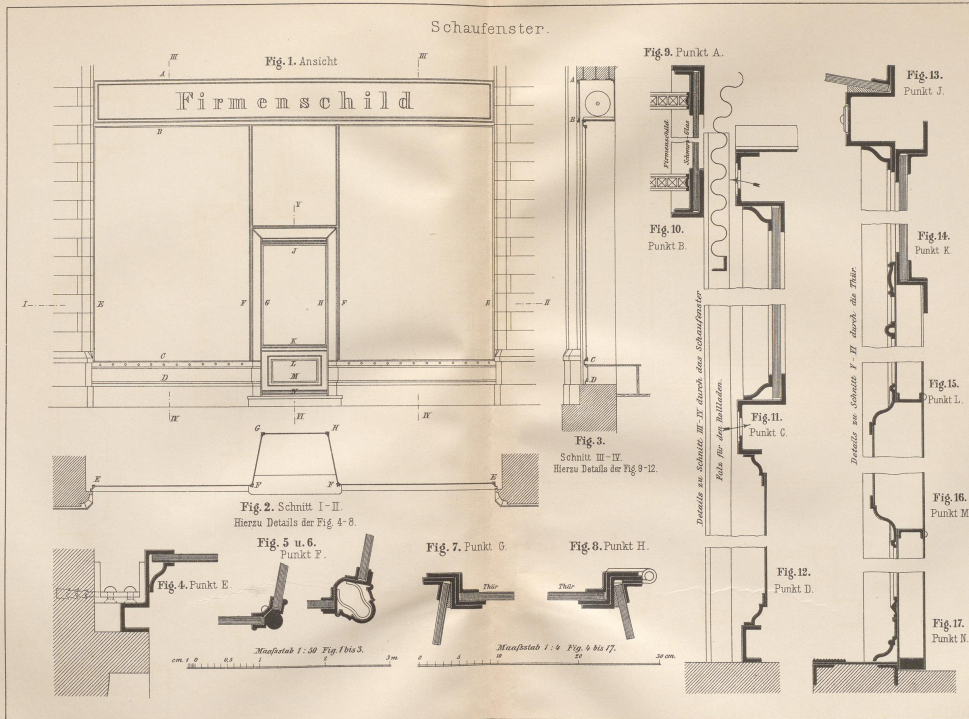 Schaufenster.
Fig. 1. Ansicht
III III
A
Firmenschild
B
Y
J
I E F G H F E II
K
C
L
D M
N
IV VI IV
G H
E F F E
Fig. 2. Schnitt I-II.
Hierzu Details der Fig. 4-8.
A
B
C
D
Fig. 3.
Schnitt III-IV.
Hierzu Details der Fig. 9-12.
Fig. 4. Punkt E.
Fig. 5 u. 6.
Punkt F.
Fig. 7. Punkt G.
Thür
Fig. 8. Punkt H.
Thür
Maaßstab 1:50 Fig. 1 bis 3.
cm. 1 0 0,5 1 2 3 m.
Maaßstab 1:4 Fig. 4 bis 17.
0 5 10 20 30 cm.
Fig. 9. Punkt A.
Firmenschild
Schwarz. Glas
Fig. 10.
Punkt B.
Details zu Schnitt III-IV durch das Schaufenster
Falz für den Rollladen.
Fig. 11.
Punkt C.
Fig. 12.
Punkt D.
Fig. 13.
Punkt J.
Fig. 14.
Punkt K.
Details zu Schnitt V-VI durch die Thür.
Fig. 15.
Punkt L.
Fig. 16.
Punkt M.
Fig. 17.
Punkt N.